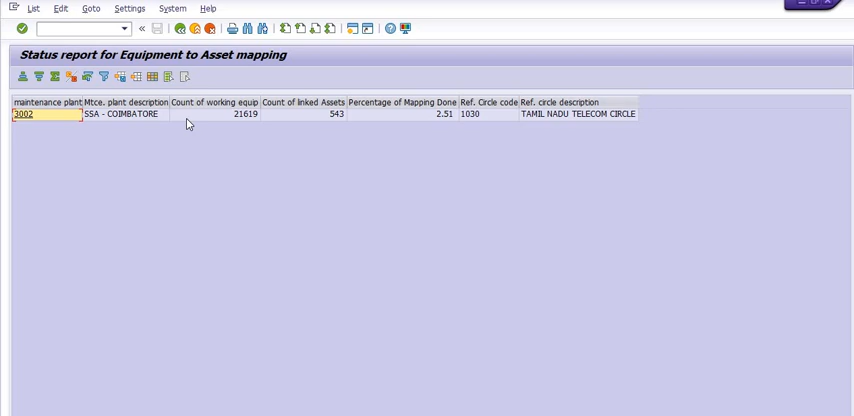 List Edit Goto Settings System Help
Status report for Equipment to Asset mapping
maintenance plant Mtce. plant description Count of working equip Count of linked Assets Percentage of Mapping Done Ref. Circle code Ref. circle description
3002 SSA - COIMBATORE 21619 543 2.51 1030 TAMIL NADU TELECOM CIRCLE